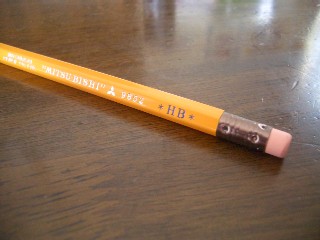 "MITSU BISHI" 9852 ★ HB ★